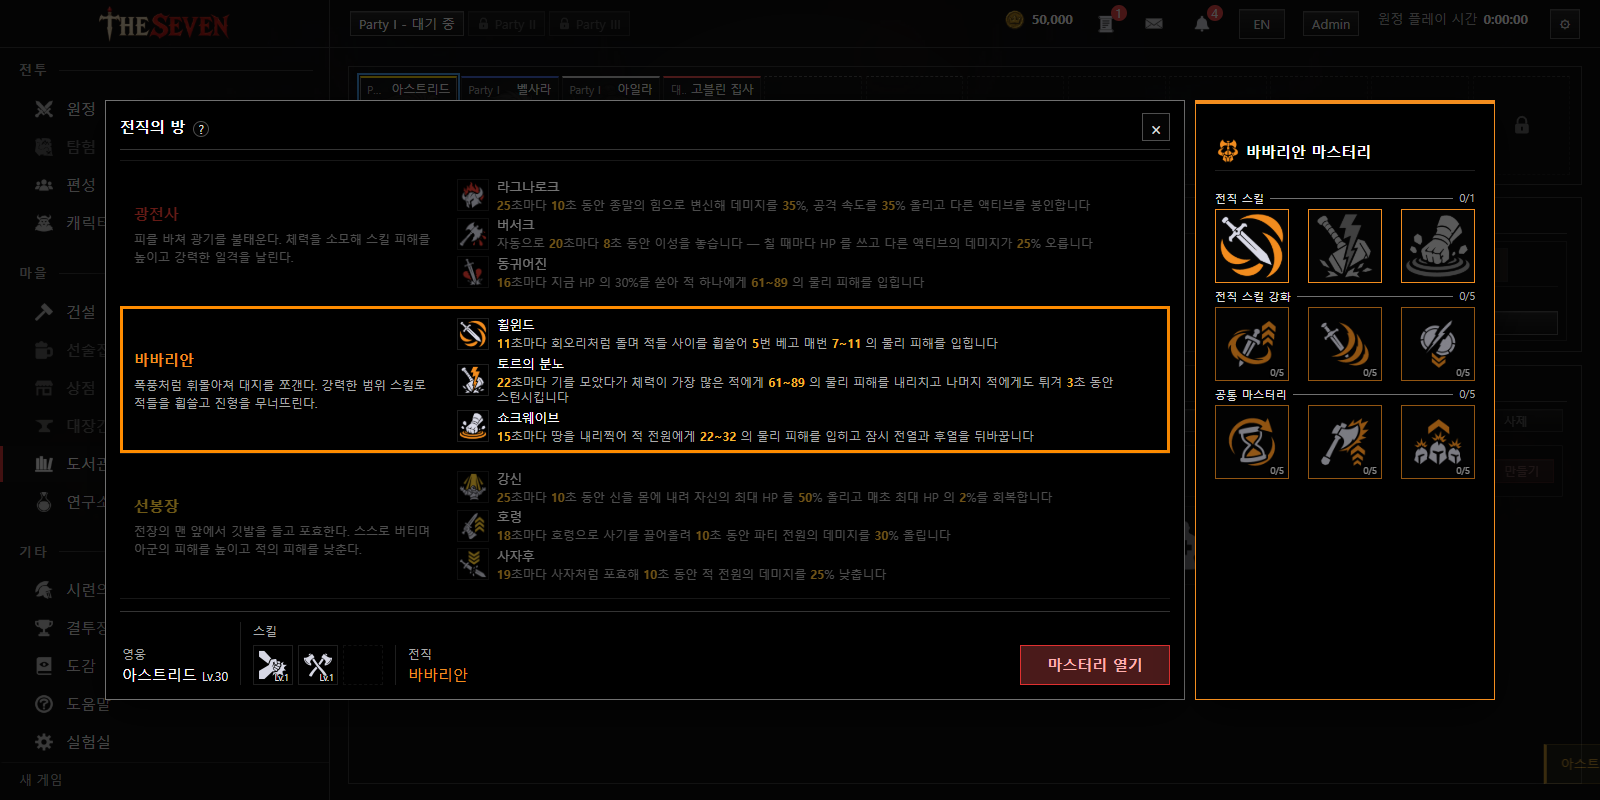 THE SEVEN
Party I - 대기 중
Party II
Party III
50,000
1
4
EN
Admin
원정 플레이 시간 0:00:00
전투
원정
탐험
편성
캐릭터
마을
건설
상점
도서관
연구소
기타
도감
도움말
실험실
새 게임
P... 아스트리드
Party I 벨사라
Party I 아일라
대.. 고블린 집사
전직의 방 ?
×
광전사
피를 바쳐 광기를 불태운다. 체력을 소모해 스킬 피해를
높이고 강력한 일격을 날린다.
라그나로크
25초마다 10초 동안 종말의 힘으로 변신해 데미지를 35%, 공격 속도를 35% 올리고 다른 액티브를 봉인합니다
버서크
자동으로 20초마다 8초 동안 이성을 놓습니다 — 칠 때마다 HP 를 쓰고 다른 액티브의 데미지가 25% 오릅니다
동귀어진
16초마다 지금 HP 의 30%를 쏟아 적 하나에게 61~89 의 물리 피해를 입힙니다
바바리안
폭풍처럼 휘몰아쳐 대지를 쪼갠다. 강력한 범위 스킬로
적들을 휩쓸고 진형을 무너뜨린다.
휠윈드
11초마다 회오리처럼 돌며 적들 사이를 휩쓸어 5번 베고 매번 7~11 의 물리 피해를 입힙니다
토르의 분노
22초마다 기를 모았다가 체력이 가장 많은 적에게 61~89 의 물리 피해를 내리치고 나머지 적에게도 튀겨 3초 동안
스턴시킵니다
쇼크웨이브
15초마다 땅을 내리찍어 적 전원에게 22~32 의 물리 피해를 입히고 잠시 전열과 후열을 뒤바꿉니다
선봉장
전장의 맨 앞에서 깃발을 들고 포효한다. 스스로 버티며
아군의 피해를 높이고 적의 피해를 낮춘다.
강신
25초마다 10초 동안 신을 몸에 내려 자신의 최대 HP 를 50% 올리고 매초 최대 HP 의 2%를 회복합니다
호령
18초마다 호령으로 사기를 끌어올려 10초 동안 파티 전원의 데미지를 30% 올립니다
사자후
19초마다 사자처럼 포효해 10초 동안 적 전원의 데미지를 25% 낮춥니다
영웅
아스트리드 Lv.30
스킬
Lv.1
Lv.1
전직
바바리안
마스터리 열기
바바리안 마스터리
전직 스킬 0/1
전직 스킬 강화 0/5
0/5
0/5
0/5
공통 마스터리 0/5
0/5
0/5
0/5
사제
만들기
아스트